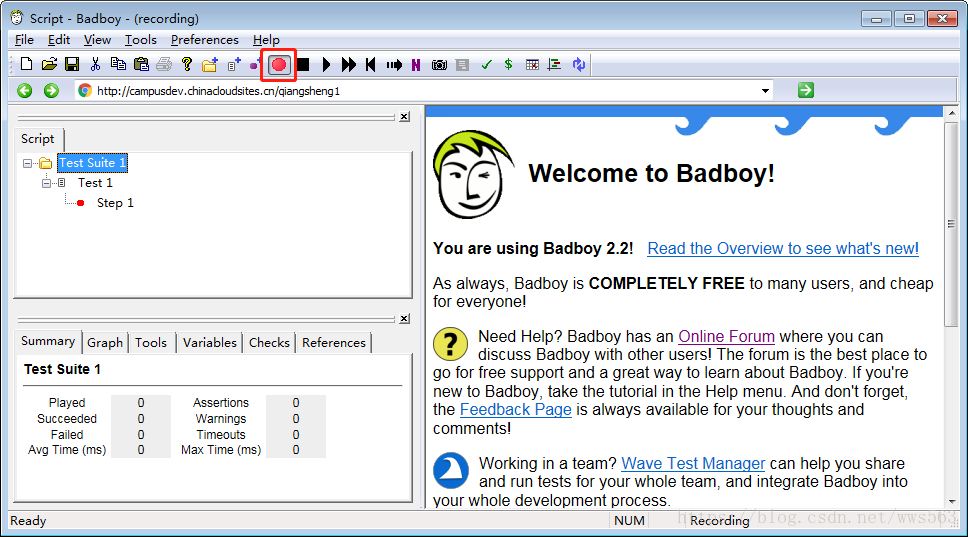 Script - Badboy - (recording)
File Edit View Tools Preferences Help
http://campusdev.chinacloudsites.cn/qiangsheng1
Script
Test Suite 1
Test 1
Step 1
Summary Graph Tools Variables Checks References
Test Suite 1
Played 0 Assertions 0
Succeeded 0 Warnings 0
Failed 0 Timeouts 0
Avg Time (ms) 0 Max Time (ms) 0
Welcome to Badboy!
You are using Badboy 2.2! Read the Overview to see what's new!
As always, Badboy is COMPLETELY FREE to many users, and cheap
for everyone!
Need Help? Badboy has an Online Forum where you can
discuss Badboy with other users! The forum is the best place to
go for free support and a great way to learn about Badboy. If you're
new to Badboy, take the tutorial in the Help menu. And don't forget,
the Feedback Page is always available for your thoughts and
comments!
Working in a team? Wave Test Manager can help you share
and run tests for your whole team, and integrate Badboy into
your whole development process.
Ready NUM Recording
https://blog.csdn.net/wws563